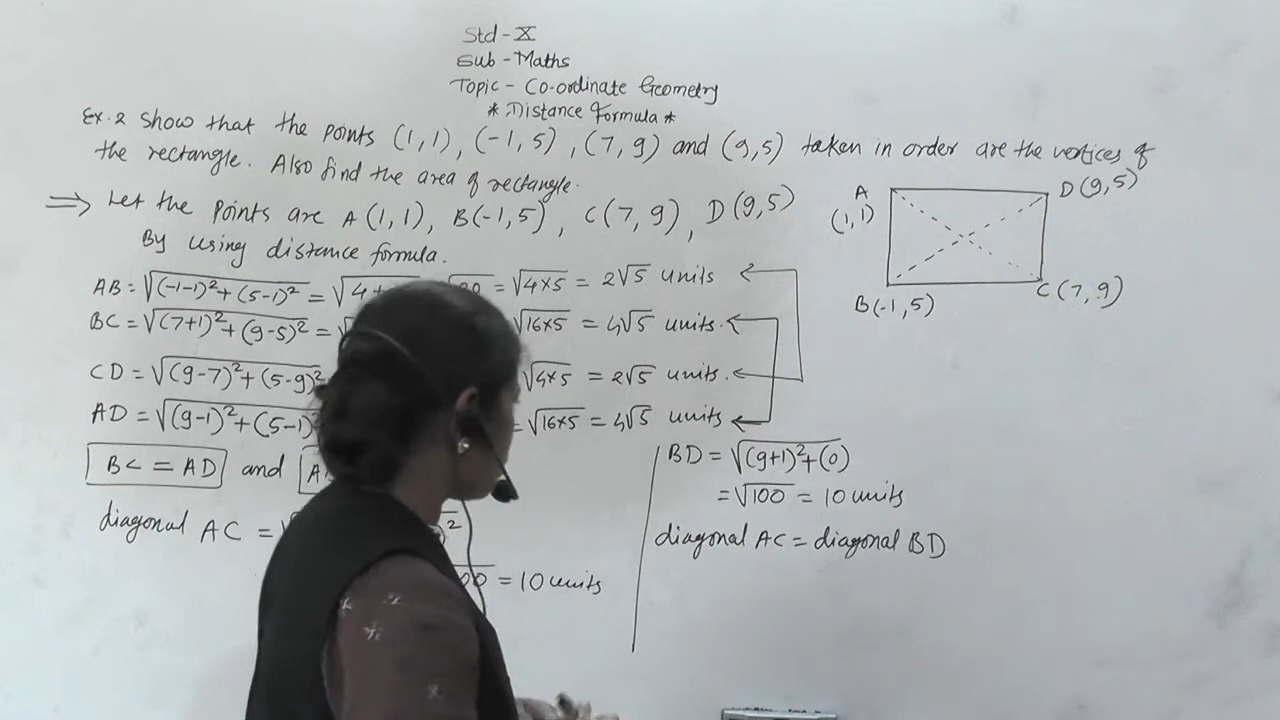 Std - X
Sub - Maths
Topic - Co-ordinate Geometry
* Distance Formula *
Ex. 2 Show that the points (1,1), (-1,5), (7,9) and (9,5) taken in order are the vertices of
the rectangle. Also find the area of rectangle.
⇒ Let the Points are A(1,1), B(-1,5), C(7,9), D(9,5)
By using distance formula.
AB = √(-1-1)²+(5-1)² = √4+ = √4×5 = 2√5 units
BC = √(7+1)²+(9-5)² = √16×5 = 4√5 units.
CD = √(9-7)²+(5-9)² √4×5 = 2√5 units.
AD = √(9-1)²+(5-1) = √16×5 = 4√5 units
BC = AD and
diagonal AC = √ ²
= 10 units
BD = √(9+1)²+(0)
= √100 = 10 units
diagonal AC = diagonal BD
A
(1,1)
D(9,5)
B(-1,5)
C(7,9)